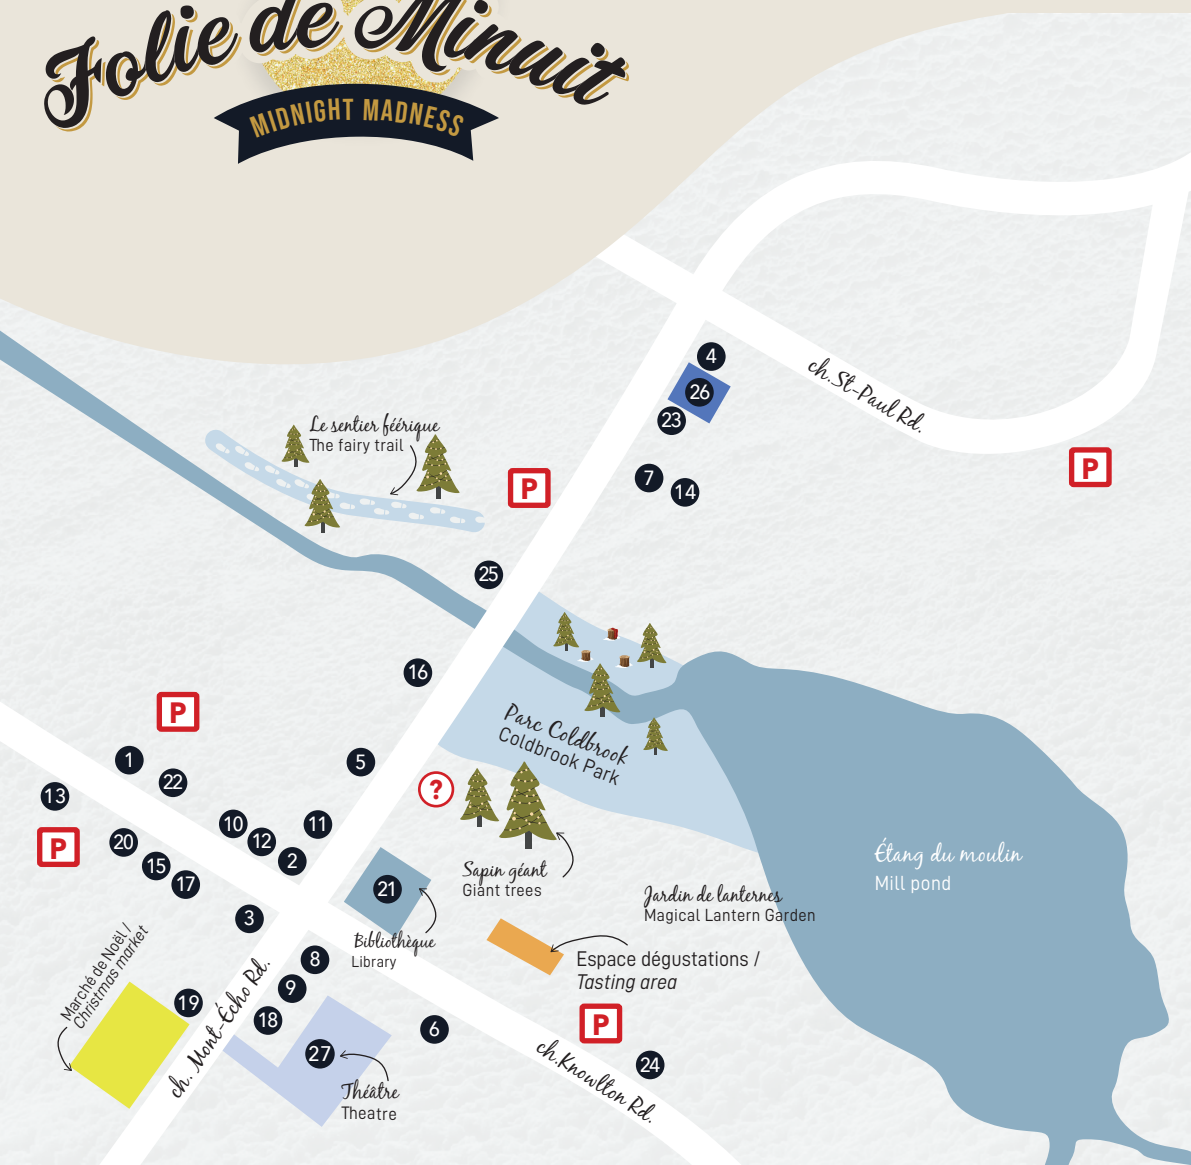 Folie de Minuit
MIDNIGHT MADNESS
4
26
23
ch. St-Paul Rd.
Le sentier féérique
The fairy trail
P
P
7
14
25
16
Parc Coldbrook
Coldbrook Park
P
1
22
5
?
13
10
11
12
20
P
2
15
17
21
Sapin géant
Giant trees
Étang du moulin
Mill pond
Jardin de lanternes
Magical Lantern Garden
3
Bibliothèque
Library
Espace dégustations /
Tasting area
Marché de Noël /
Christmas market
8
9
19
18
ch. Mont-Écho Rd.
P
6
27
24
ch. Knowlton Rd.
Théâtre
Theatre